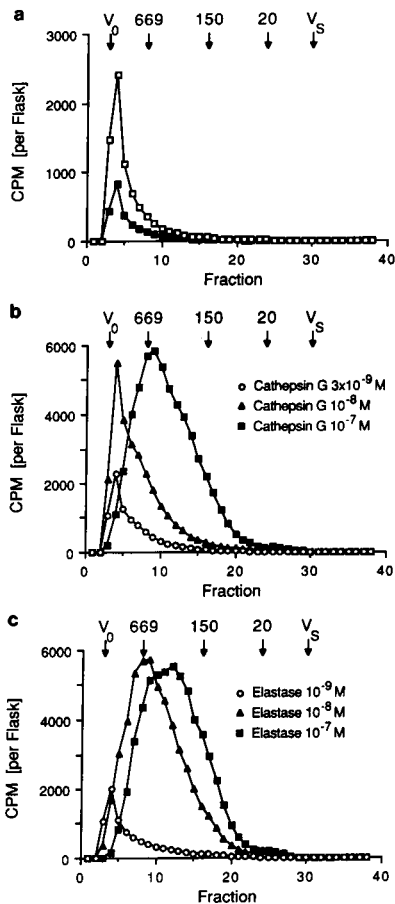 a
V0 669 150 20 VS
CPM [per Flask]
3000
2000
1000
0
0 10 20 30 40
Fraction
b
V0 669 150 20 VS
CPM [per Flask]
6000
4000
2000
0
Cathepsin G 3x10-9 M
Cathepsin G 10-8 M
Cathepsin G 10-7 M
0 10 20 30 40
Fraction
c
V0 669 150 20 VS
CPM [per Flask]
6000
4000
2000
0
Elastase 10-9 M
Elastase 10-8 M
Elastase 10-7 M
0 10 20 30 40
Fraction